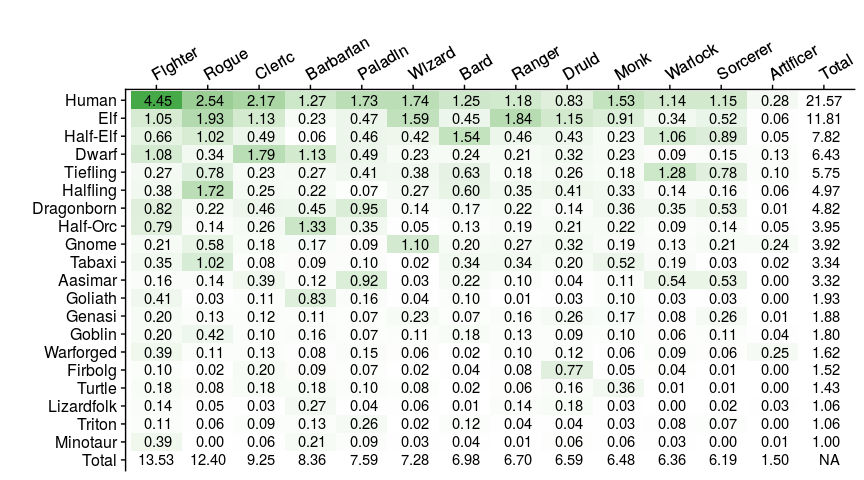 Fighter Rogue Cleric Barbarian Paladin Wizard Bard Ranger Druid Monk Warlock Sorcerer Artificer Total
Human 4.45 2.54 2.17 1.27 1.73 1.74 1.25 1.18 0.83 1.53 1.14 1.15 0.28 21.57
Elf 1.05 1.93 1.13 0.23 0.47 1.59 0.45 1.84 1.15 0.91 0.34 0.52 0.06 11.81
Half-Elf 0.66 1.02 0.49 0.06 0.46 0.42 1.54 0.46 0.43 0.23 1.06 0.89 0.05 7.82
Dwarf 1.08 0.34 1.79 1.13 0.49 0.23 0.24 0.21 0.32 0.23 0.09 0.15 0.13 6.43
Tiefling 0.27 0.78 0.23 0.27 0.41 0.38 0.63 0.18 0.26 0.18 1.28 0.78 0.10 5.75
Halfling 0.38 1.72 0.25 0.22 0.07 0.27 0.60 0.35 0.41 0.33 0.14 0.16 0.06 4.97
Dragonborn 0.82 0.22 0.46 0.45 0.95 0.14 0.17 0.22 0.14 0.36 0.35 0.53 0.01 4.82
Half-Orc 0.79 0.14 0.26 1.33 0.35 0.05 0.13 0.19 0.21 0.22 0.09 0.14 0.05 3.95
Gnome 0.21 0.58 0.18 0.17 0.09 1.10 0.20 0.27 0.32 0.19 0.13 0.21 0.24 3.92
Tabaxi 0.35 1.02 0.08 0.09 0.10 0.02 0.34 0.34 0.20 0.52 0.19 0.03 0.02 3.34
Aasimar 0.16 0.14 0.39 0.12 0.92 0.03 0.22 0.10 0.04 0.11 0.54 0.53 0.00 3.32
Goliath 0.41 0.03 0.11 0.83 0.16 0.04 0.10 0.01 0.03 0.10 0.03 0.03 0.00 1.93
Genasi 0.20 0.13 0.12 0.11 0.07 0.23 0.07 0.16 0.26 0.17 0.08 0.26 0.01 1.88
Goblin 0.20 0.42 0.10 0.16 0.07 0.11 0.18 0.13 0.09 0.10 0.06 0.11 0.04 1.80
Warforged 0.39 0.11 0.13 0.08 0.15 0.06 0.02 0.10 0.12 0.06 0.09 0.06 0.25 1.62
Firbolg 0.10 0.02 0.20 0.09 0.07 0.02 0.04 0.08 0.77 0.05 0.04 0.01 0.00 1.52
Turtle 0.18 0.08 0.18 0.18 0.10 0.08 0.02 0.06 0.16 0.36 0.01 0.01 0.00 1.43
Lizardfolk 0.14 0.05 0.03 0.27 0.04 0.06 0.01 0.14 0.18 0.03 0.00 0.02 0.03 1.06
Triton 0.11 0.06 0.09 0.13 0.26 0.02 0.12 0.04 0.04 0.03 0.08 0.07 0.00 1.06
Minotaur 0.39 0.00 0.06 0.21 0.09 0.03 0.04 0.01 0.06 0.06 0.03 0.00 0.01 1.00
Total 13.53 12.40 9.25 8.36 7.59 7.28 6.98 6.70 6.59 6.48 6.36 6.19 1.50 NA